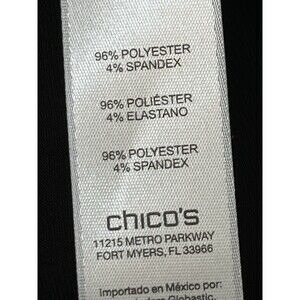 96% POLYESTER
4% SPANDEX
96% POLIÉSTER
4% ELASTANO
96% POLYESTER
4% SPANDEX
chico's
11215 METRO PARKWAY
FORT MYERS, FL 33966
Importado en México por: